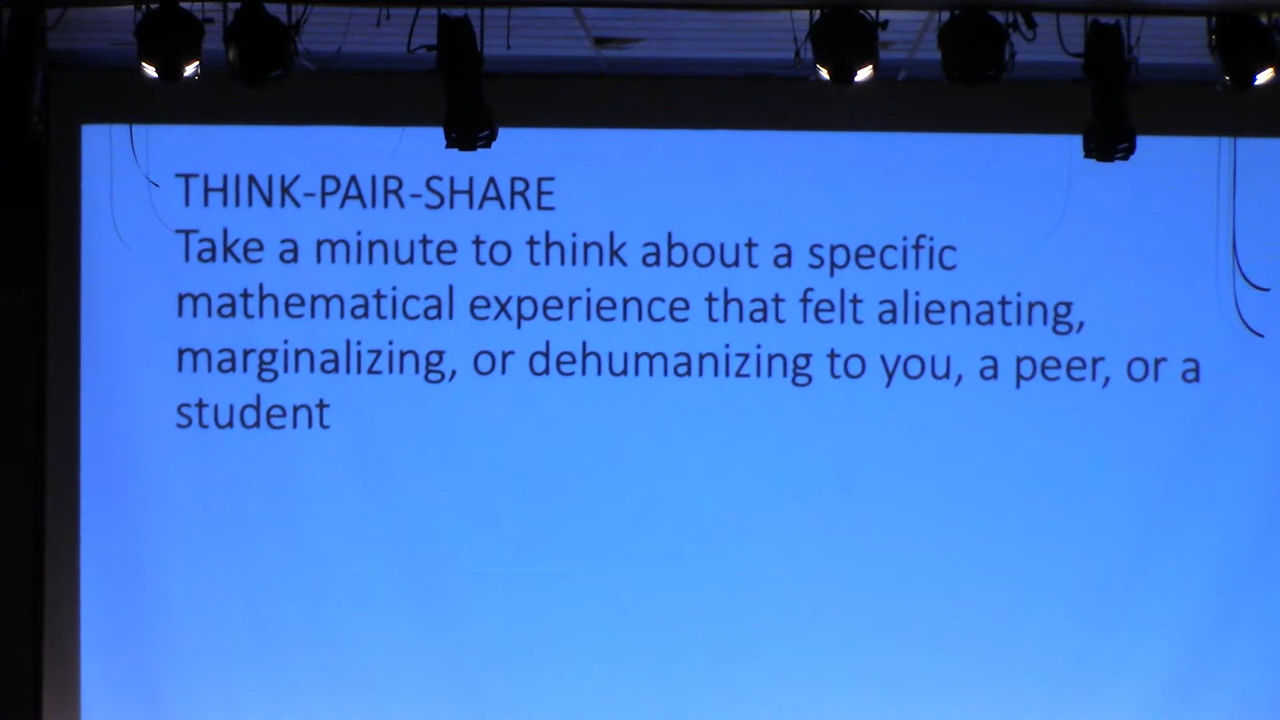 THINK-PAIR-SHARE
Take a minute to think about a specific
mathematical experience that felt alienating,
marginalizing, or dehumanizing to you, a peer, or a
student